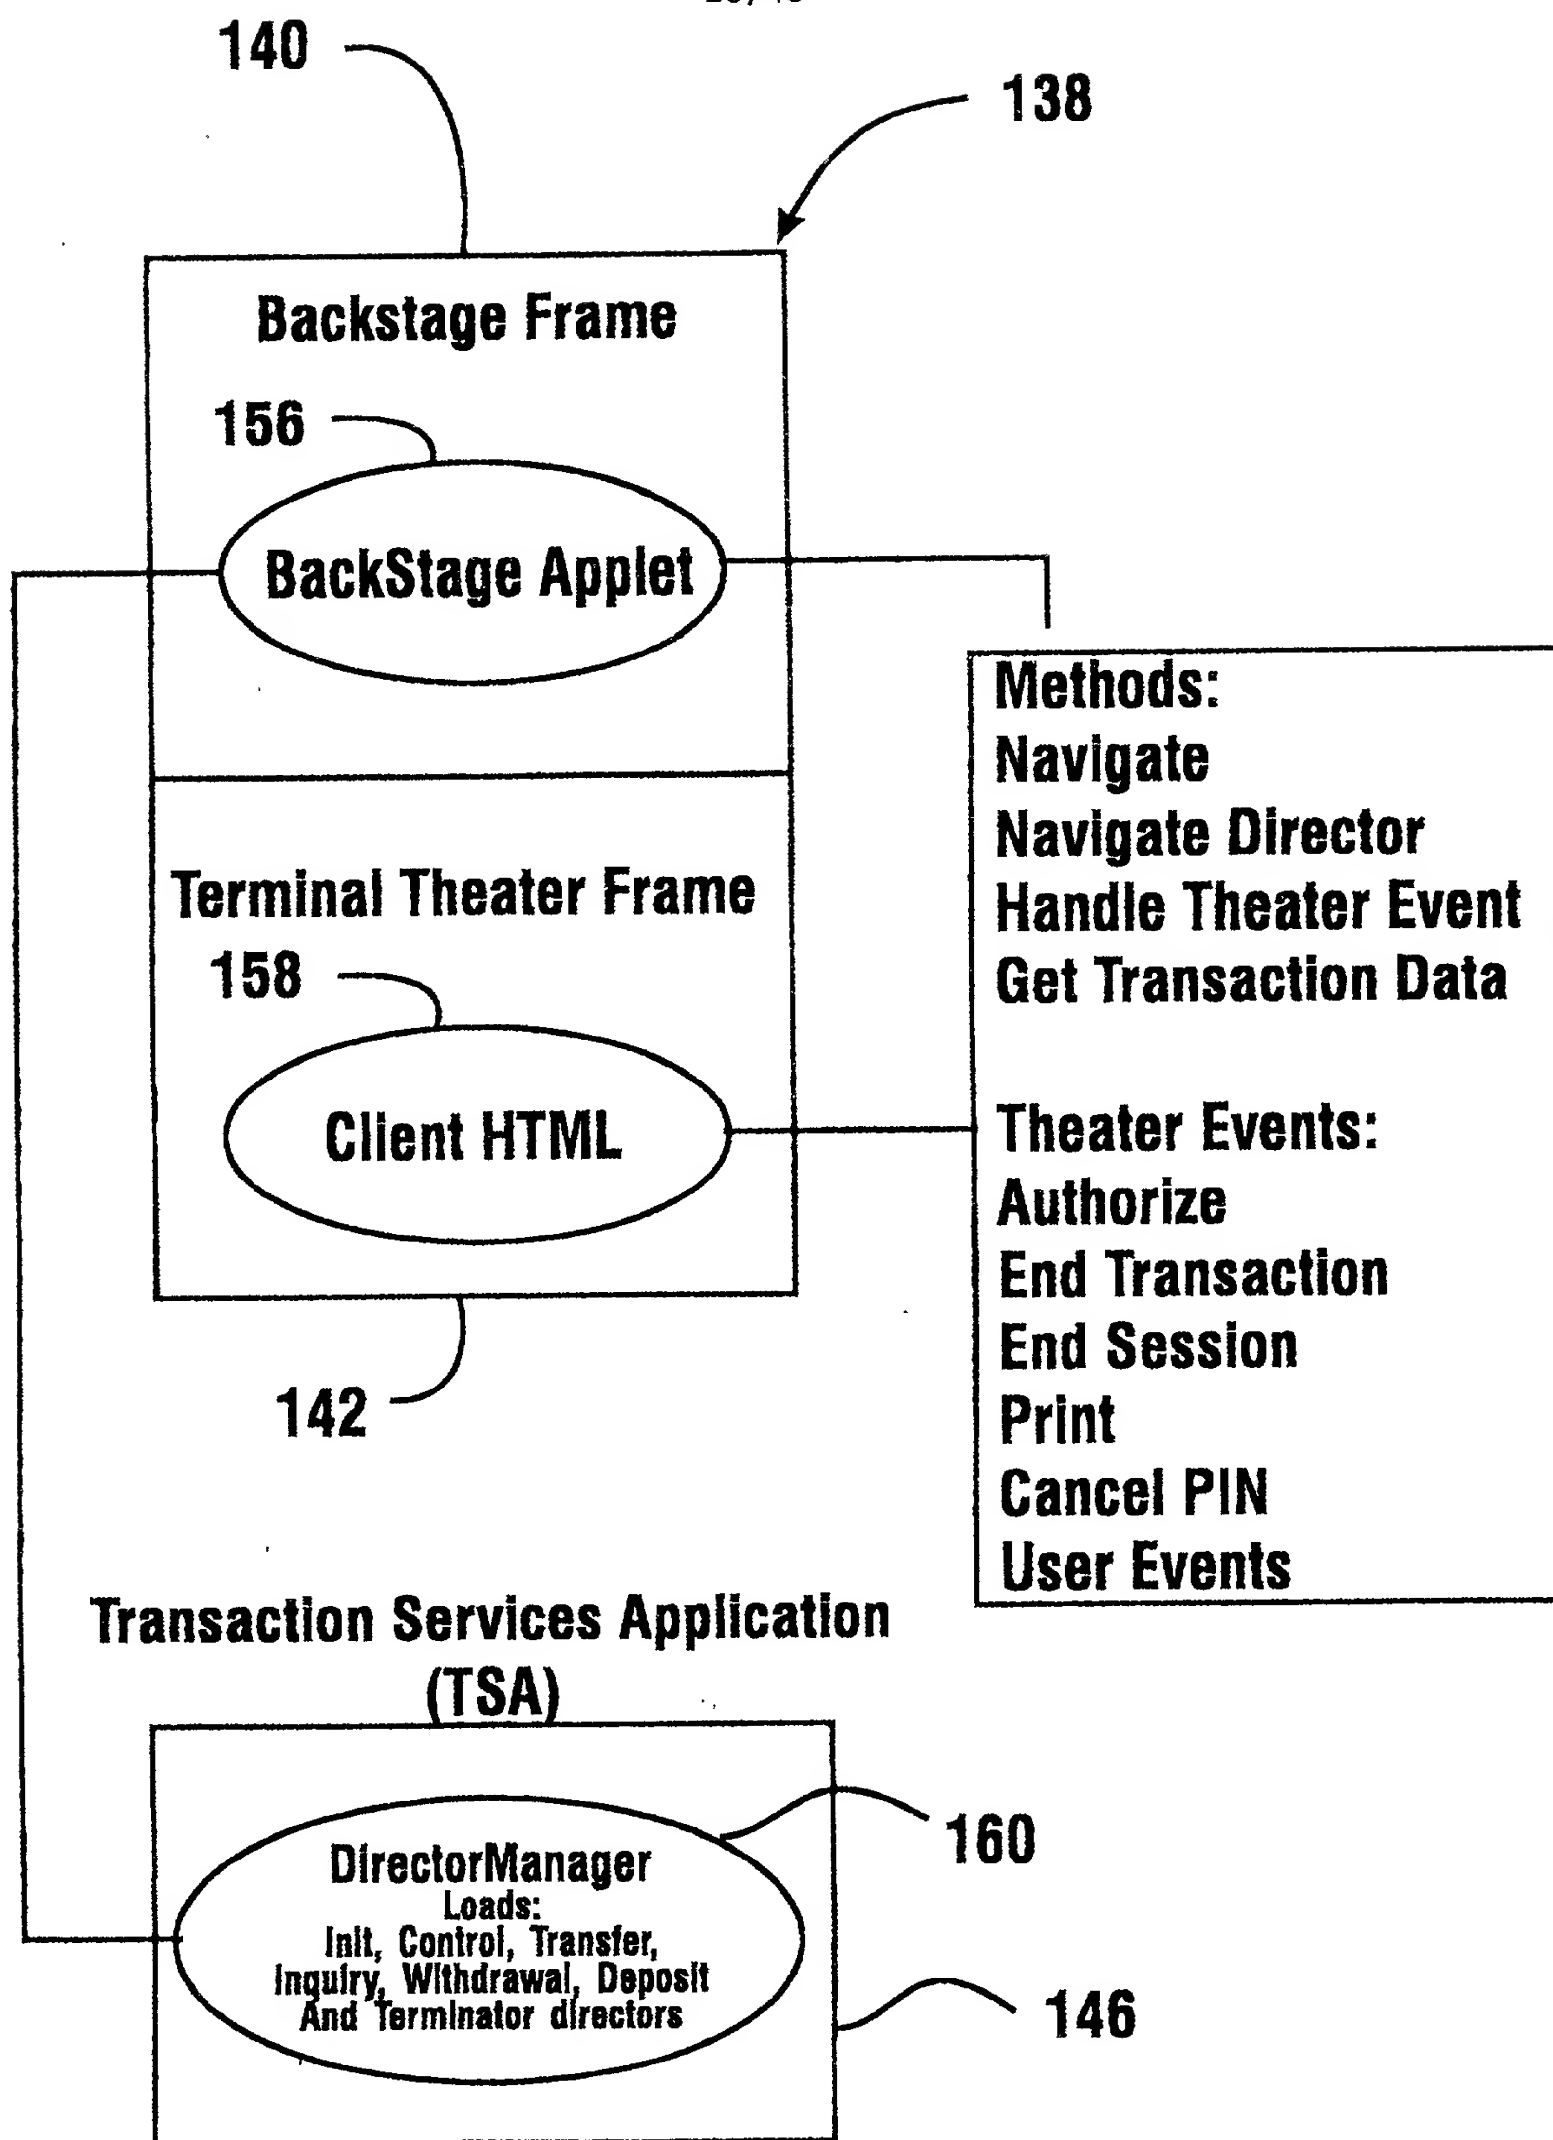 140
138
Backstage Frame
156
BackStage Applet
Methods:
Navigate
Navigate Director
Handle Theater Event
Get Transaction Data
Terminal Theater Frame
158
Client HTML
Theater Events:
Authorize
End Transaction
End Session
Print
Cancel PIN
User Events
142
Transaction Services Application
(TSA)
DirectorManager
Loads:
Init, Control, Transfer,
Inquiry, Withdrawal, Deposit
And Terminator directors
160
146